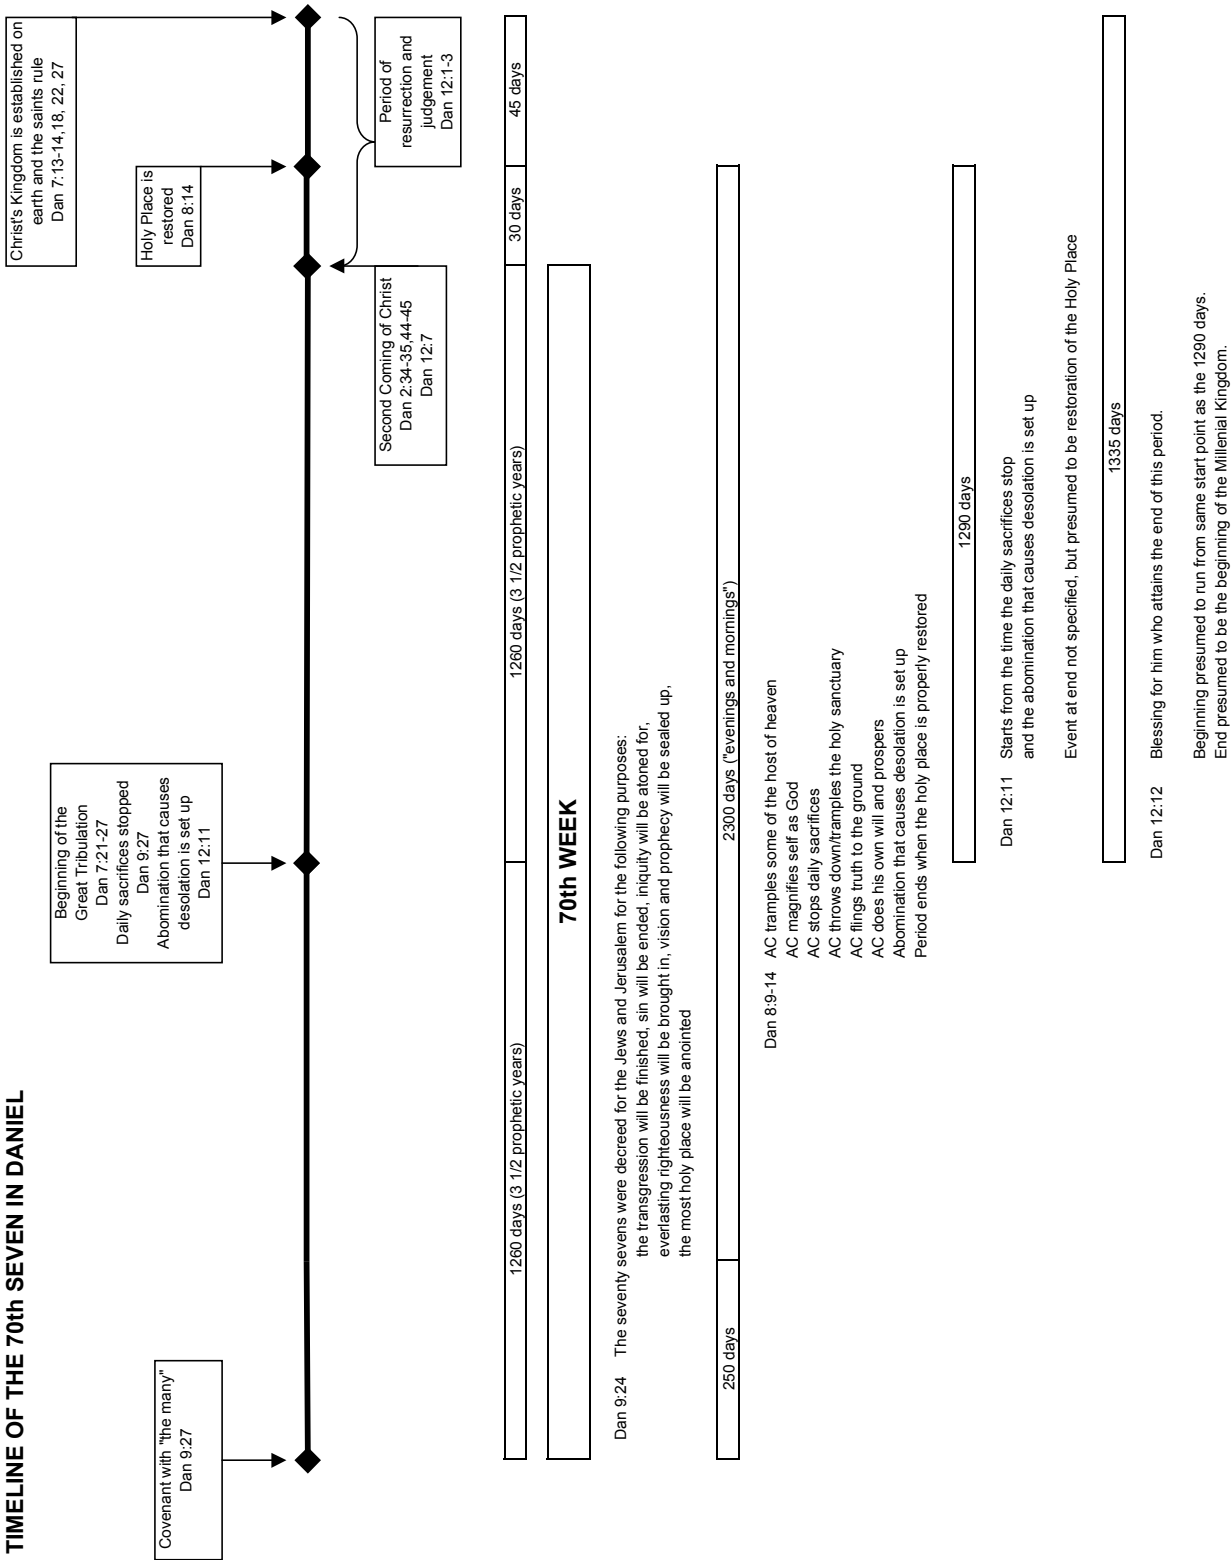 TIMELINE OF THE 70th SEVEN IN DANIEL
Covenant with "the many"
Dan 9:27
Beginning of the
Great Tribulation
Dan 7:21-27
Daily sacrifices stopped
Dan 9:27
Abomination that causes
desolation is set up
Dan 12:11
Holy Place is
restored
Dan 8:14
Christ's Kingdom is established on
earth and the saints rule
Dan 7:13-14,18, 22, 27
Second Coming of Christ
Dan 2:34-35,44-45
Dan 12:7
Period of
resurrection and
judgement
Dan 12:1-3
1260 days (3 1/2 prophetic years)
1260 days (3 1/2 prophetic years)
30 days
45 days
70th WEEK
Dan 9:24 The seventy sevens were decreed for the Jews and Jerusalem for the following purposes:
the transgression will be finished, sin will be ended, iniquity will be atoned for,
everlasting righteousness will be brought in, vision and prophecy will be sealed up,
the most holy place will be anointed
250 days
2300 days ("evenings and mornings")
Dan 8:9-14 AC tramples some of the host of heaven
AC magnifies self as God
AC stops daily sacrifices
AC throws down/tramples the holy sanctuary
AC flings truth to the ground
AC does his own will and prospers
Abomination that causes desolation is set up
Period ends when the holy place is properly restored
1290 days
Dan 12:11 Starts from the time the daily sacrifices stop
and the abomination that causes desolation is set up
Event at end not specified, but presumed to be restoration of the Holy Place
1335 days
Dan 12:12 Blessing for him who attains the end of this period.
Beginning presumed to run from same start point as the 1290 days.
End presumed to be the beginning of the Millenial Kingdom.